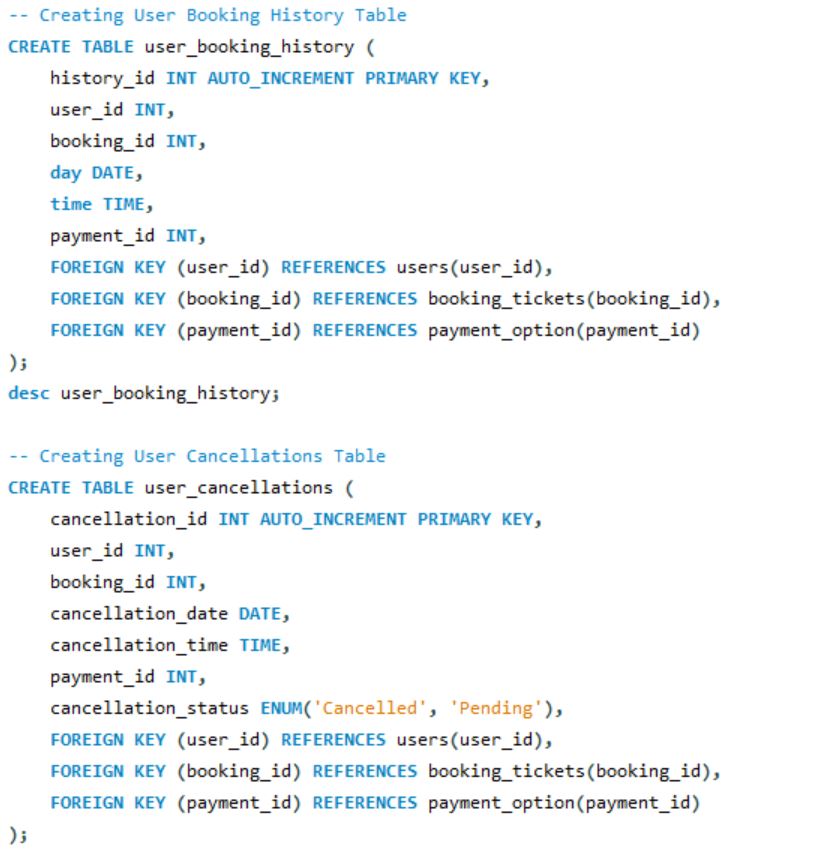 -- Creating User Booking History Table
CREATE TABLE user_booking_history (
    history_id INT AUTO_INCREMENT PRIMARY KEY,
    user_id INT,
    booking_id INT,
    day DATE,
    time TIME,
    payment_id INT,
    FOREIGN KEY (user_id) REFERENCES users(user_id),
    FOREIGN KEY (booking_id) REFERENCES booking_tickets(booking_id),
    FOREIGN KEY (payment_id) REFERENCES payment_option(payment_id)
);
desc user_booking_history;

-- Creating User Cancellations Table
CREATE TABLE user_cancellations (
    cancellation_id INT AUTO_INCREMENT PRIMARY KEY,
    user_id INT,
    booking_id INT,
    cancellation_date DATE,
    cancellation_time TIME,
    payment_id INT,
    cancellation_status ENUM('Cancelled', 'Pending'),
    FOREIGN KEY (user_id) REFERENCES users(user_id),
    FOREIGN KEY (booking_id) REFERENCES booking_tickets(booking_id),
    FOREIGN KEY (payment_id) REFERENCES payment_option(payment_id)
);